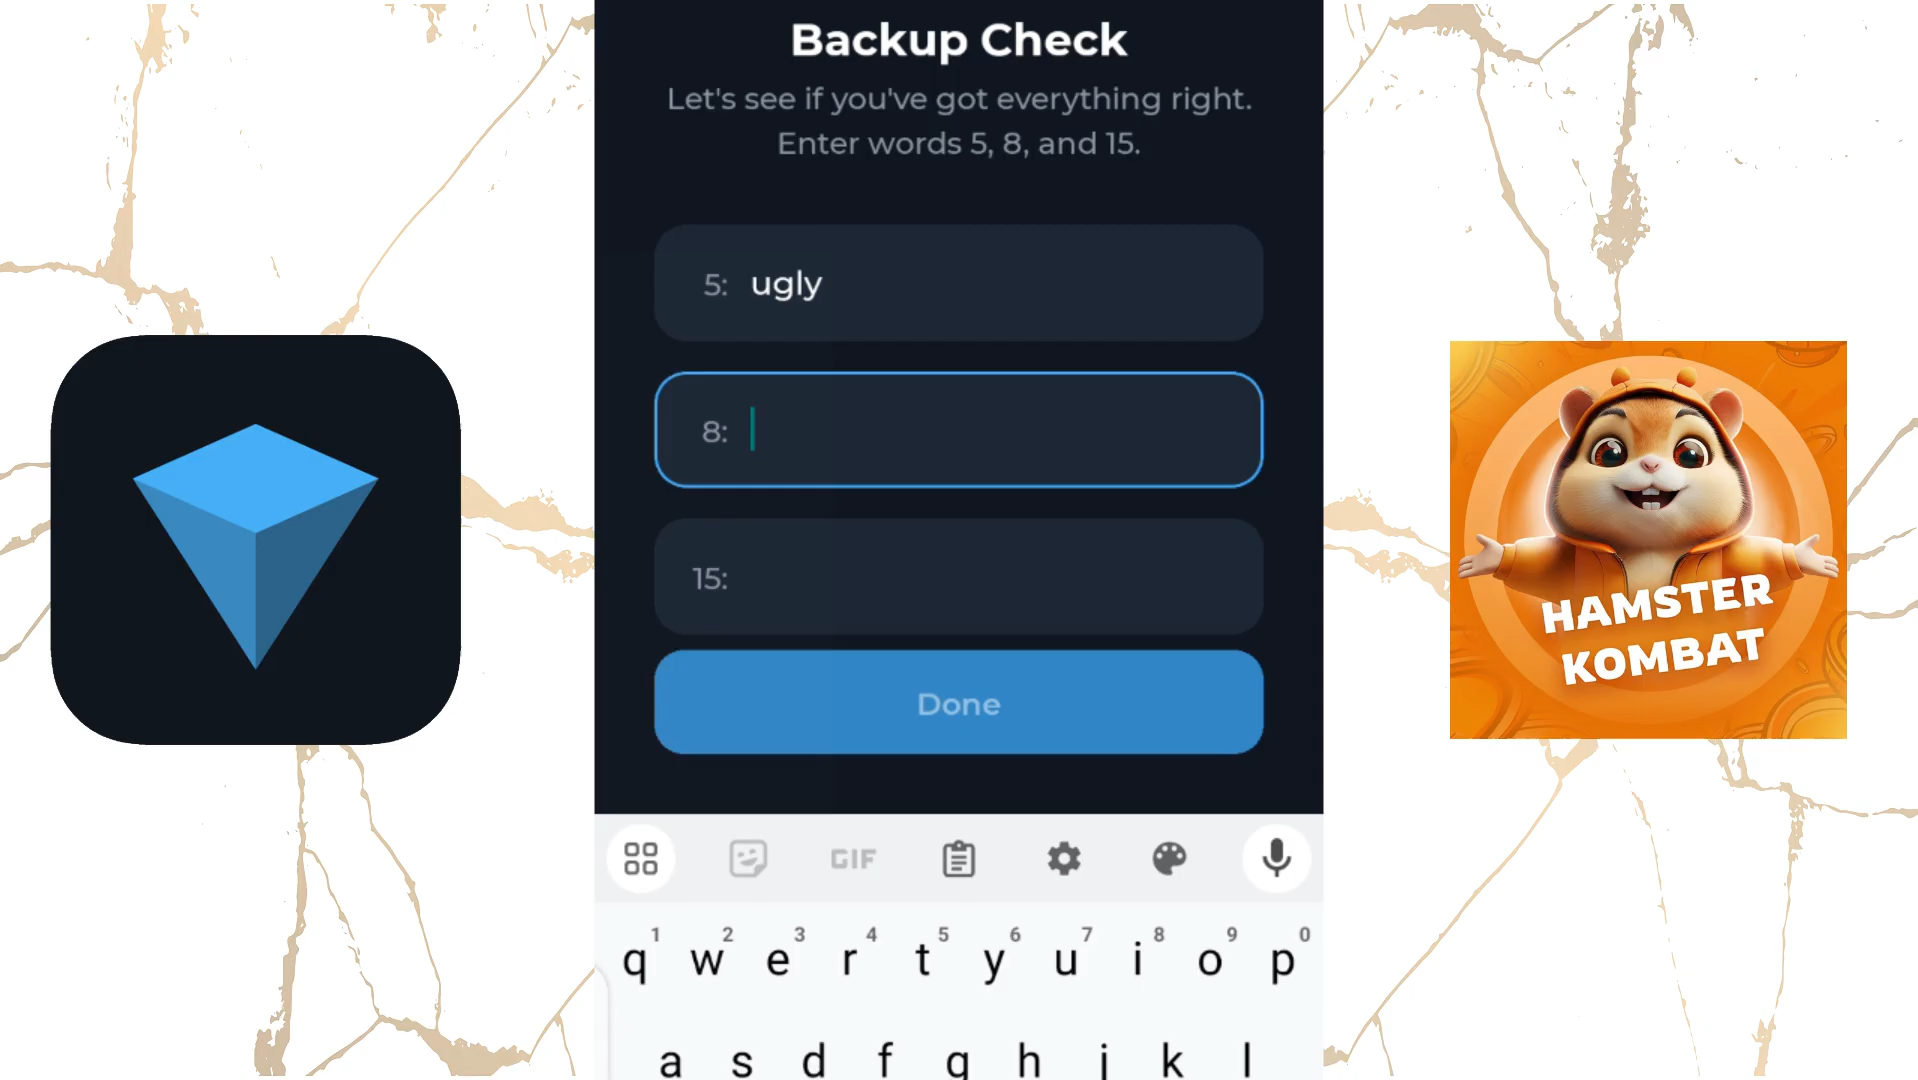 Backup Check
Let's see if you've got everything right.
Enter words 5, 8, and 15.
5: ugly
8:
15:
Done
HAMSTER
KOMBAT
GIF
1 2 3 4 5 6 7 8 9 0
q w e r t y u i o p
a s d f g h j k l